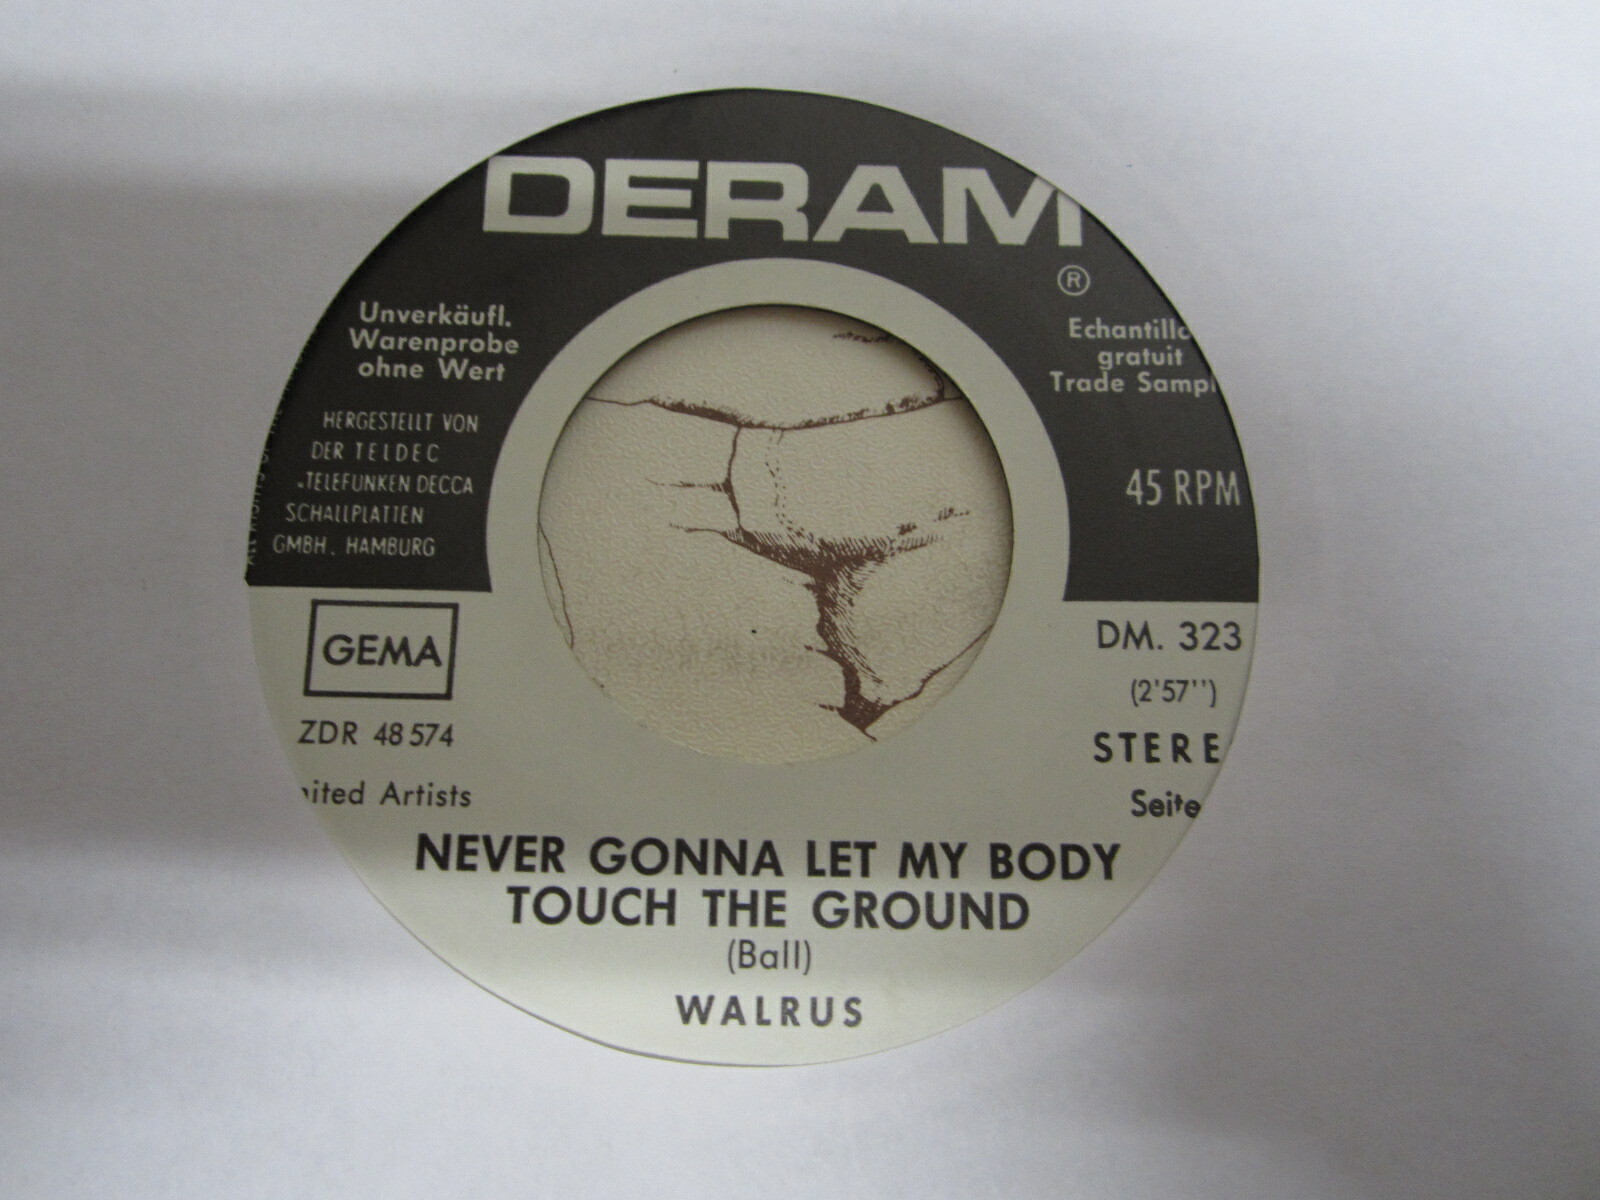 DERAM
®
Unverkäufl.
Warenprobe
ohne Wert
Echantillo
gratuit
Trade Sampl
HERGESTELLT VON
DER TELDEC
„TELEFUNKEN DECCA
SCHALLPLATTEN
GMBH. HAMBURG
45 RPM
GEMA
DM. 323
(2'57'')
ZDR 48 574
STERE
nited Artists
Seite
NEVER GONNA LET MY BODY
TOUCH THE GROUND
(Ball)
WALRUS